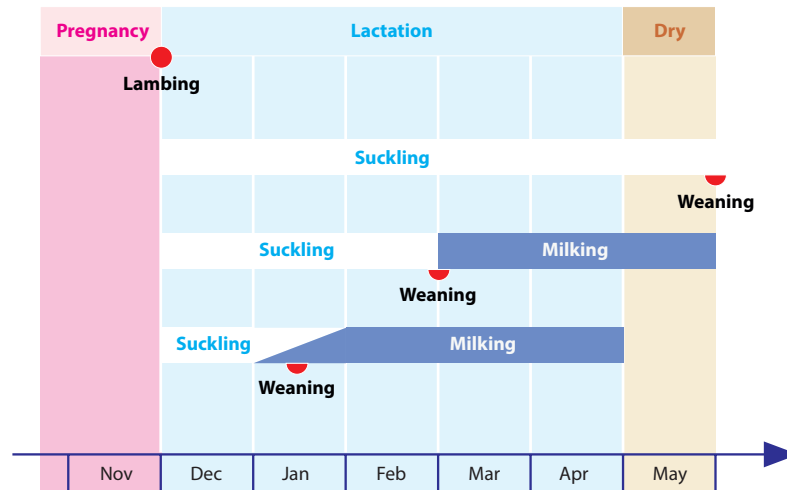 Pregnancy Lactation Dry
Lambing
Suckling
Weaning
Suckling Milking
Weaning
Suckling Milking
Weaning
Nov Dec Jan Feb Mar Apr May